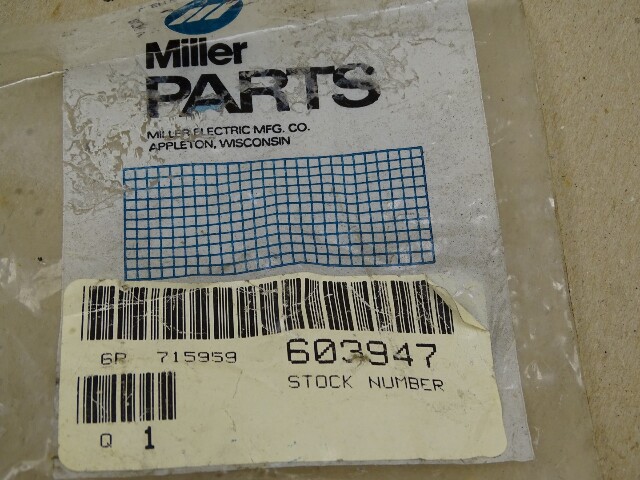 Miller
PARTS
MILLER ELECTRIC MFG. CO.
APPLETON, WISCONSIN
6P 715959 603947
STOCK NUMBER
Q 1